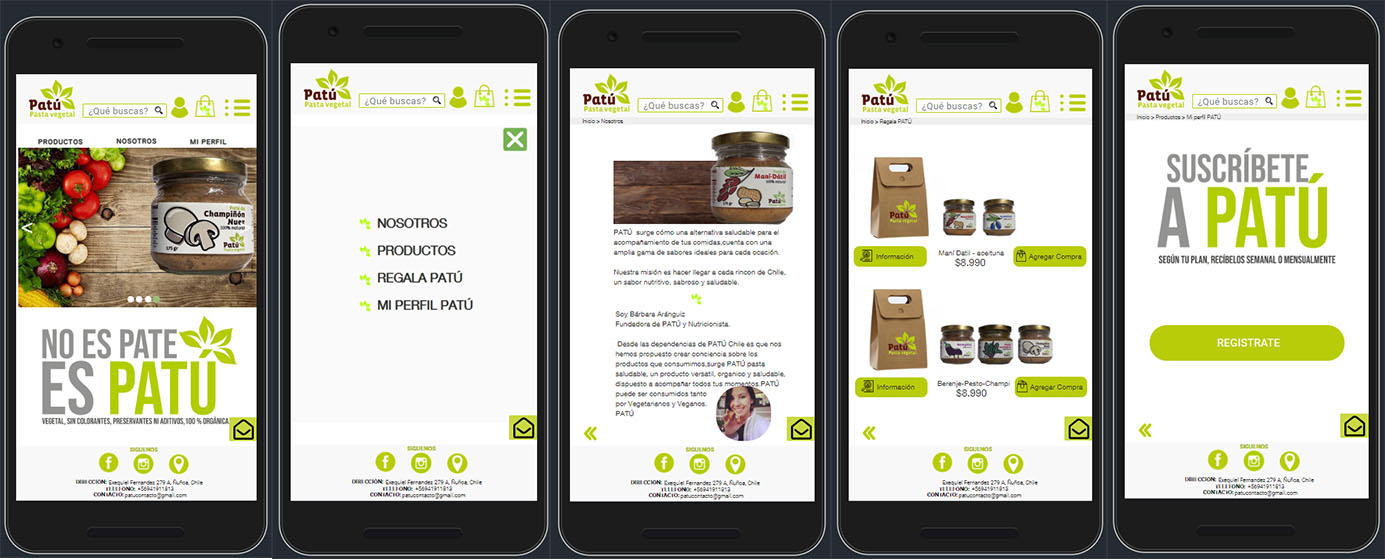 Patú
Pasta vegetal
¿Qué buscas?
PRODUCTOS
NOSOTROS
MI PERFIL
Champiñón
Nuez
100% natural
Patú
175 gr
NO ES PATE
ES PATÚ
VEGETAL, SIN COLORANTES, PRESERVANTES NI ADITIVOS,100 % ORGÁNICA
SIGUENOS
DIRECCIÓN: Exequiel Fernandez 279 A, Ñuñoa, Chile
TELEFONO: +56941911813
CONTACTO: patucontacto@gmail.com
Patú
Pasta vegetal
¿Qué buscas?
NOSOTROS
PRODUCTOS
REGALA PATÚ
MI PERFIL PATÚ
SIGUENOS
DIRECCIÓN: Exequiel Fernandez 279 A, Ñuñoa, Chile
TELEFONO: +56941911813
CONTACTO: patucontacto@gmail.com
Patú
Pasta vegetal
¿Qué buscas?
Inicio > Nosotros
Maní-Dátil
100% natural
Patú
175 gr
PATÚ surge cómo una alternativa saludable para el
acompañamiento de tus comidas,cuenta con una
amplia gama de sabores ideales para cada ocación.
Nuestra misión es hacer llegar a cada rincon de Chile,
un sabor nutritivo, sabroso y saludable.
Soy Bárbara Aránguiz
Fundadora de PATÚ y Nutricionista.
Desde las dependencias de PATÚ Chile es que nos
hemos propuesto crear conciencia sobre los
productos que consumimos,surge PATÚ pasta
saludable, un producto versatil, organico y saludable,
dispuesto a acompañar todos tus momentos.PATÚ
puede ser consumidos tanto
por Vegetarianos y Veganos.
PATÚ
SIGUENOS
DIRECCIÓN: Exequiel Fernandez 279 A, Ñuñoa, Chile
TELEFONO: +56941911813
CONTACTO: patucontacto@gmail.com
Patú
Pasta vegetal
¿Qué buscas?
Inicio > Regala PATÚ
Patú
Pasta vegetal
Información
Maní Datil - aceituna
$8.990
Agregar Compra
Patú
Pasta vegetal
Información
Berenje-Pesto-Champi
$8.990
Agregar Compra
SIGUENOS
DIRECCIÓN: Exequiel Fernandez 279 A, Ñuñoa, Chile
TELEFONO: +56941911813
CONTACTO: patucontacto@gmail.com
Patú
Pasta vegetal
¿Qué buscas?
Inicio > Productos > Mi perfil PATÚ
SUSCRÍBETE
A PATÚ
SEGÚN TU PLAN, RECÍBELOS SEMANAL O MENSUALMENTE
REGISTRATE
SIGUENOS
DIRECCIÓN: Exequiel Fernandez 279 A, Ñuñoa, Chile
TELEFONO: +56941911813
CONTACTO: patucontacto@gmail.com